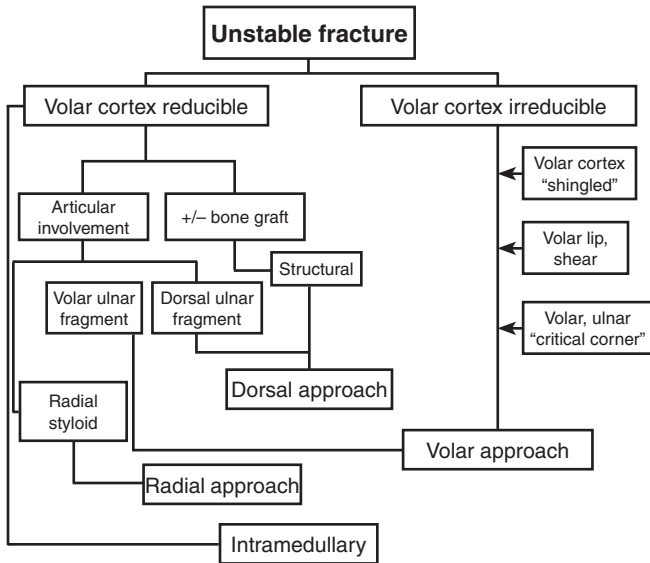 Unstable fracture
Volar cortex reducible
Volar cortex irreducible
Volar cortex
“shingled”
Articular
involvement
+/– bone graft
Volar lip,
shear
Structural
Volar ulnar
fragment
Dorsal ulnar
fragment
Volar, ulnar
“critical corner”
Dorsal approach
Radial
styloid
Volar approach
Radial approach
Intramedullary